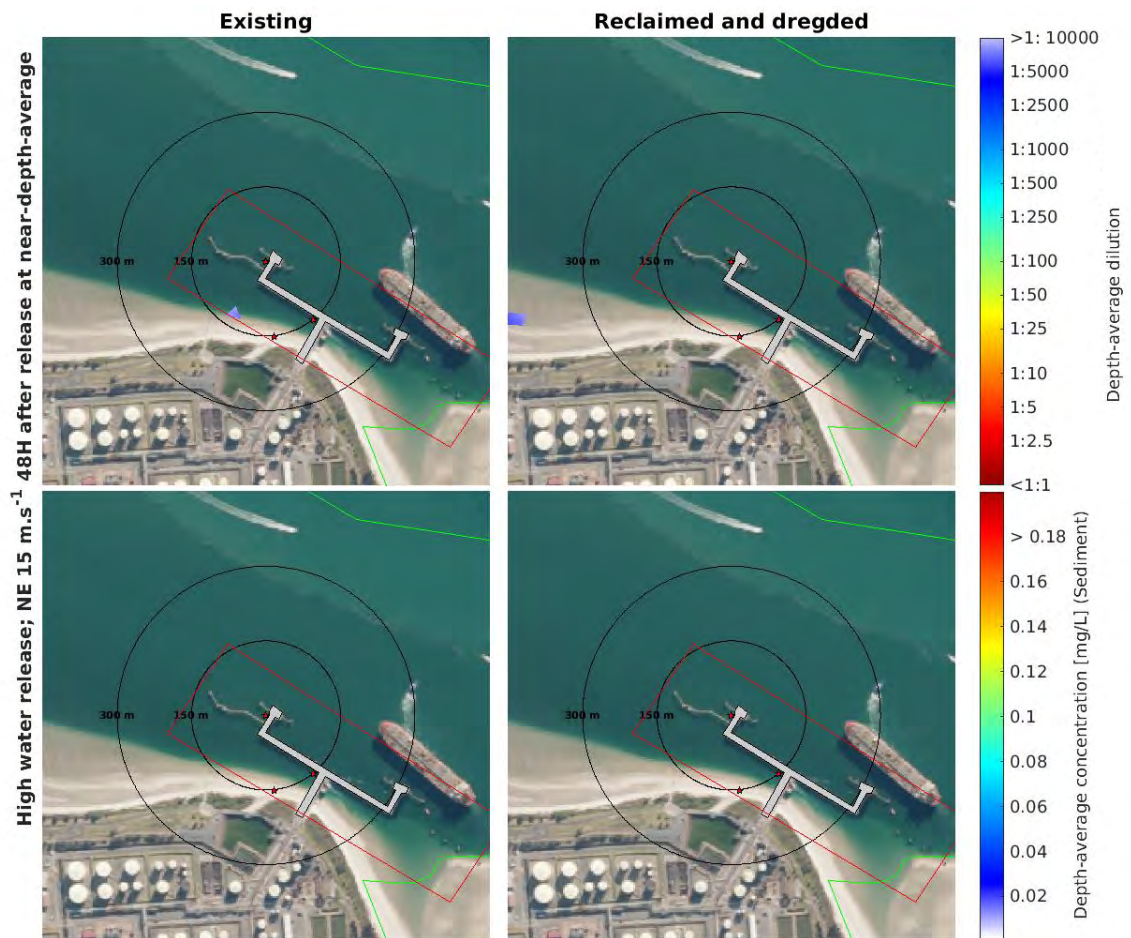 Existing
Reclaimed and dregded
48H after release at near-depth-average
High water release; NE 15 m.s-1
300 m
150 m
300 m
150 m
300 m
150 m
300 m
150 m
>1: 10000
1:5000
1:2500
1:1000
1:500
1:250
1:100
1:50
1:25
1:10
1:5
1:2.5
<1:1
Depth-average dilution
> 0.18
0.16
0.14
0.12
0.1
0.08
0.06
0.04
0.02
Depth-average concentration [mg/L] (Sediment)